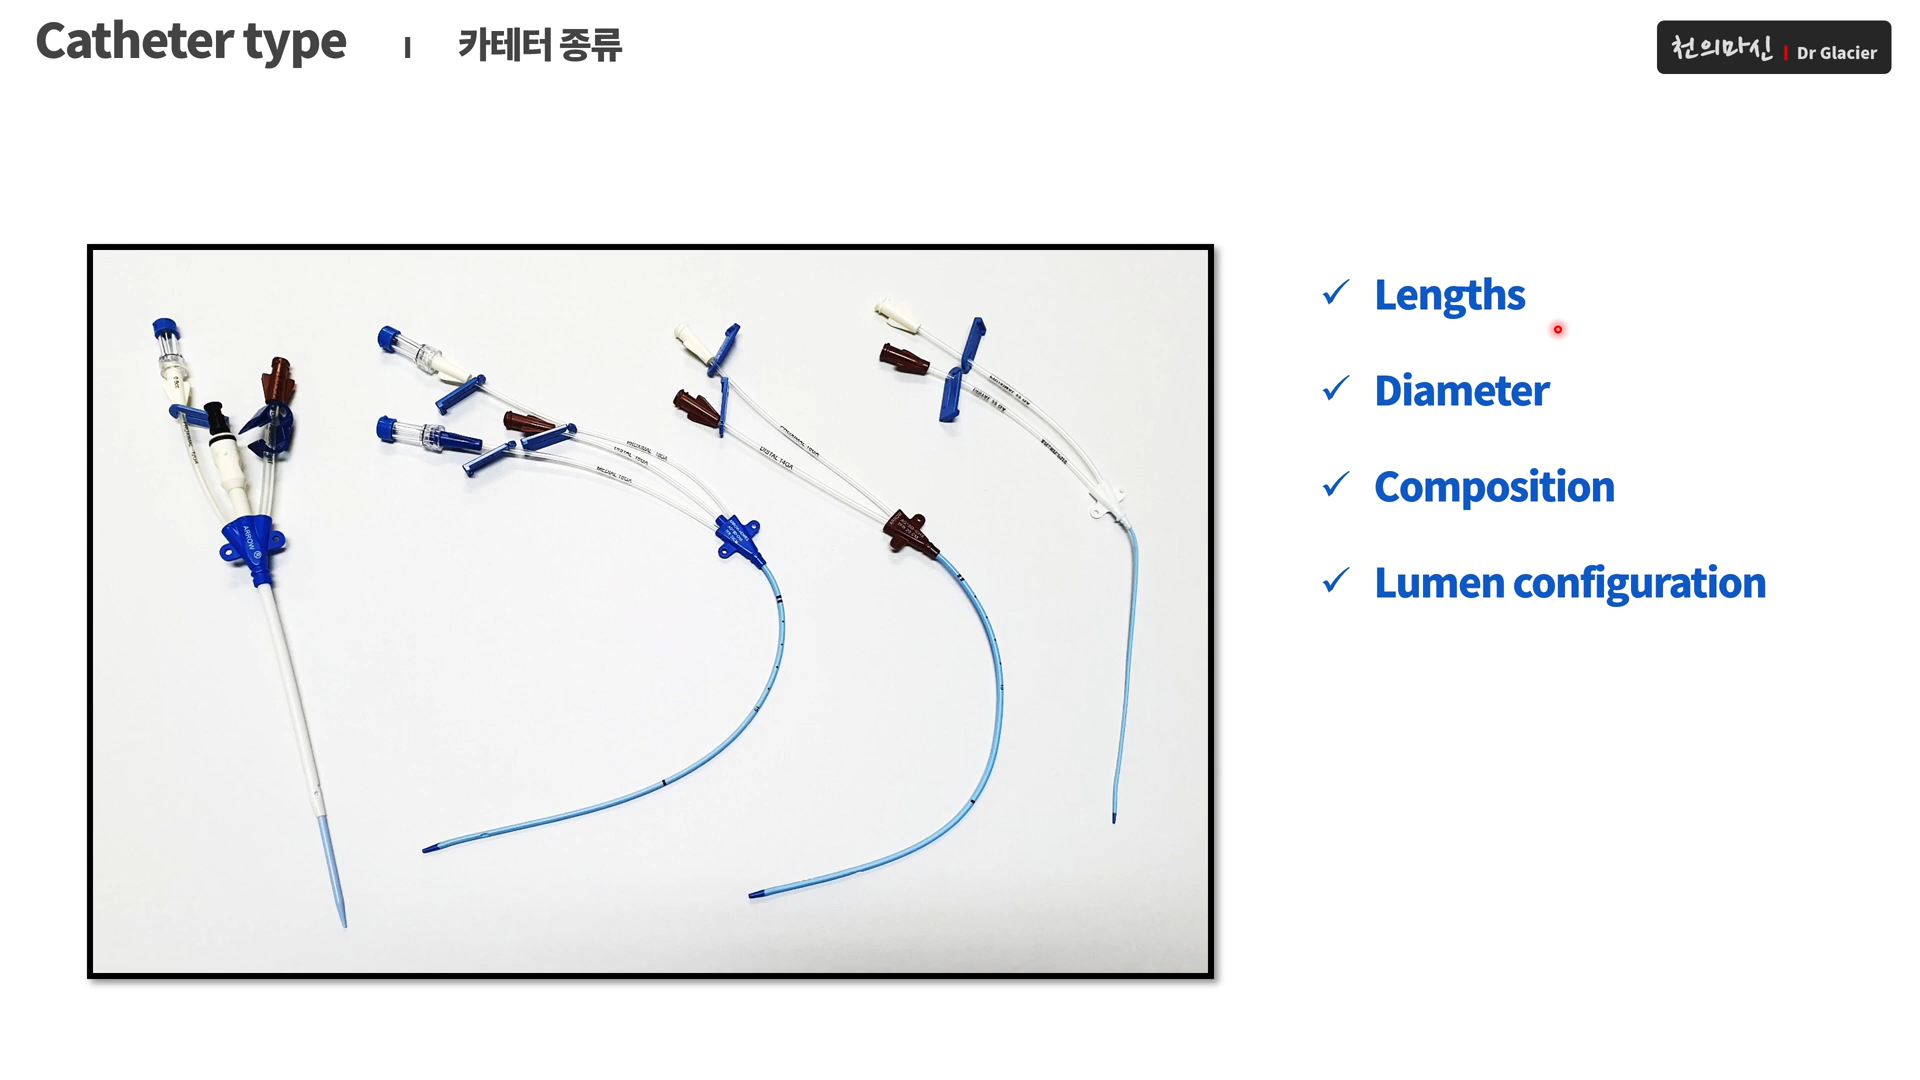 Catheter type
카테터 종류
천의마신 | Dr Glacier
Lengths
Diameter
Composition
Lumen configuration
ARROW
PROXIMAL 18GA
DISTAL 16GA
MEDIAL 18GA
DISTAL 14GA